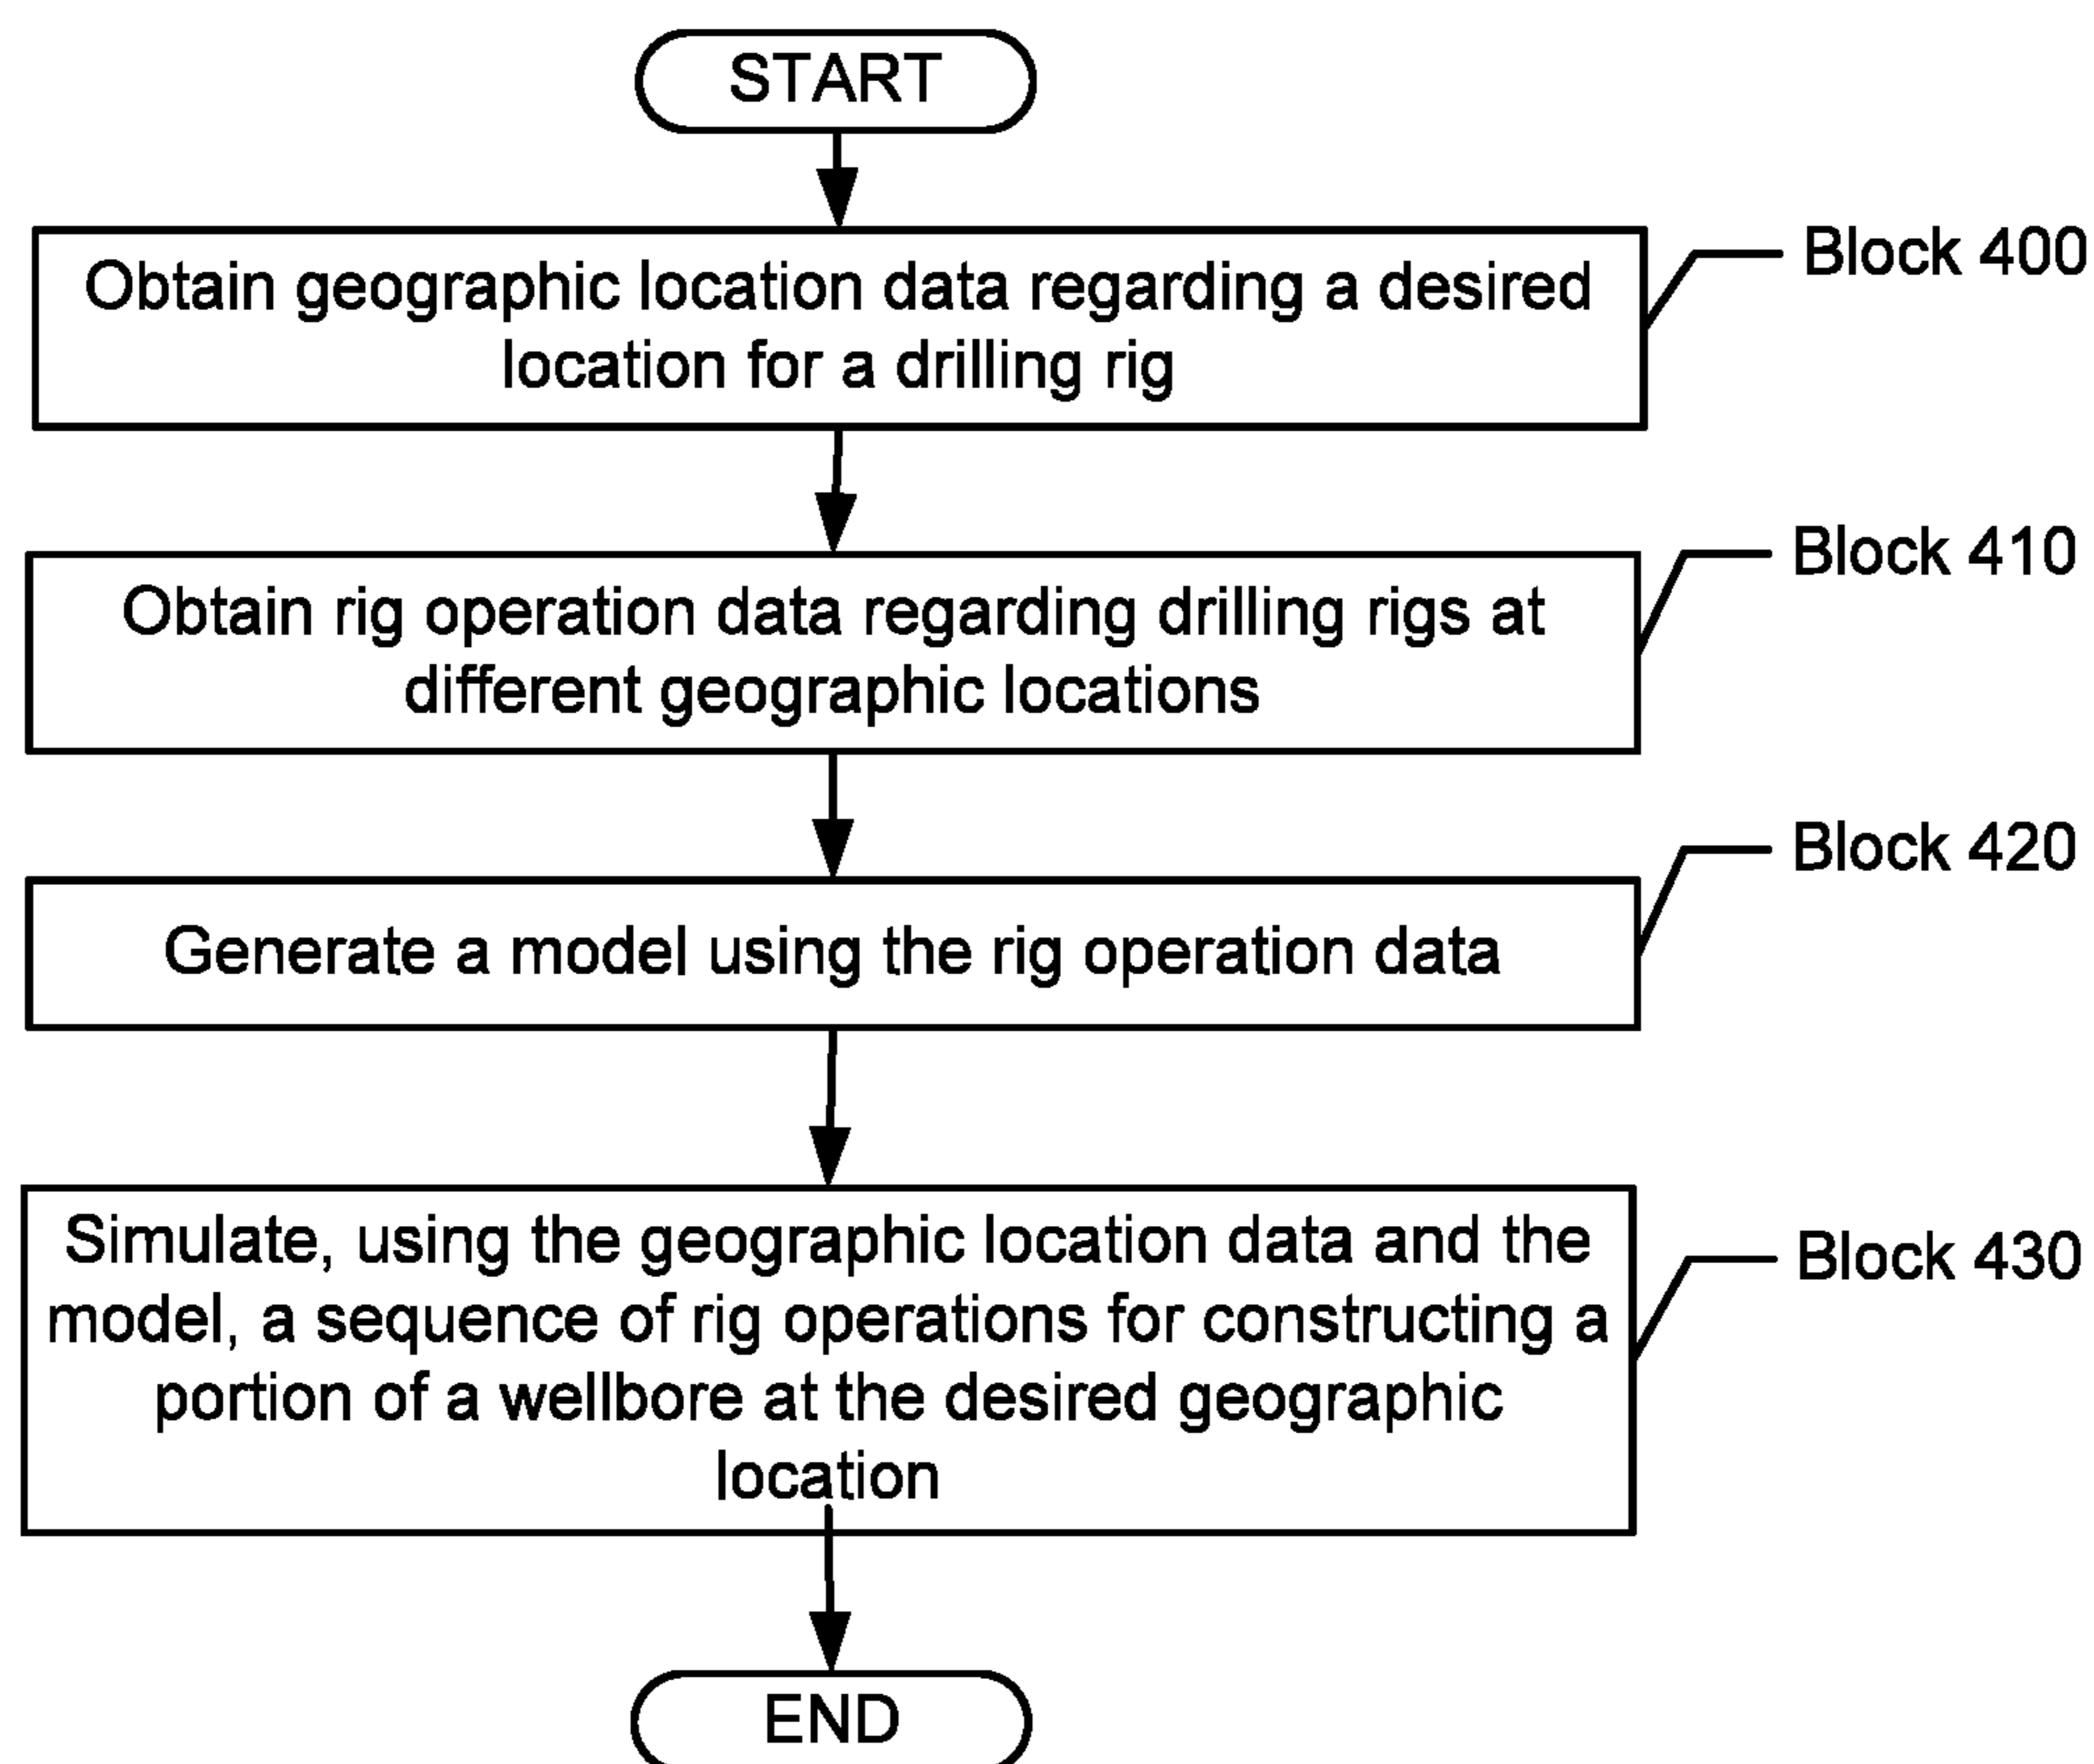 START
Obtain geographic location data regarding a desired
location for a drilling rig
Block 400
Obtain rig operation data regarding drilling rigs at
different geographic locations
Block 410
Generate a model using the rig operation data
Block 420
Simulate, using the geographic location data and the
model, a sequence of rig operations for constructing a
portion of a wellbore at the desired geographic
location
Block 430
END